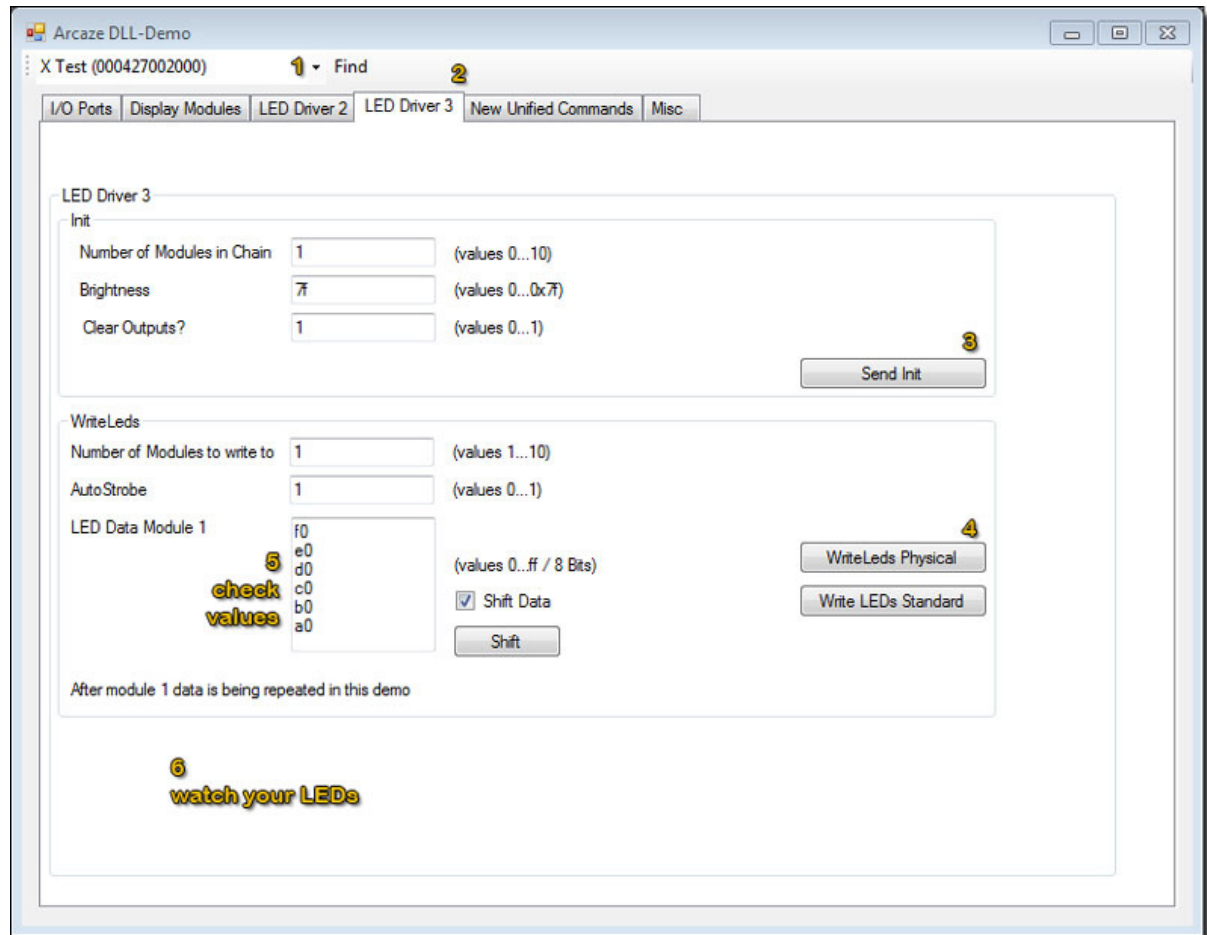 Arcaze DLL-Demo
X Test (000427002000) 1 Find 2
I/O Ports Display Modules LED Driver 2 LED Driver 3 New Unified Commands Misc
LED Driver 3
Init
Number of Modules in Chain 1 (values 0...10)
Brightness 7f (values 0...0x7f)
Clear Outputs? 1 (values 0...1)
3
Send Init
WriteLeds
Number of Modules to write to 1 (values 1...10)
AutoStrobe 1 (values 0...1)
LED Data Module 1 f0 4
5 e0 WriteLeds Physical
d0 (values 0...ff / 8 Bits)
check c0 Shift Data Write LEDs Standard
values b0
a0
Shift
After module 1 data is being repeated in this demo
6
watch your LEDs